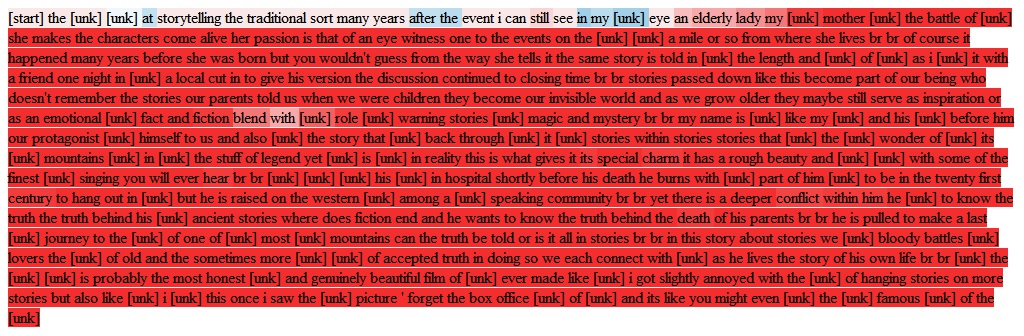 [start] the [unk] [unk] at storytelling the traditional sort many years after the event i can still see in my [unk] eye an elderly lady my [unk] mother [unk] the battle of [unk]
she makes the characters come alive her passion is that of an eye witness one to the events on the [unk] [unk] a mile or so from where she lives br br of course it
happened many years before she was born but you wouldn't guess from the way she tells it the same story is told in [unk] the length and [unk] of [unk] as i [unk] it with
a friend one night in [unk] a local cut in to give his version the discussion continued to closing time br br stories passed down like this become part of our being who
doesn't remember the stories our parents told us when we were children they become our invisible world and as we grow older they maybe still serve as inspiration or
as an emotional [unk] fact and fiction blend with [unk] role [unk] warning stories [unk] magic and mystery br br my name is [unk] like my [unk] and his [unk] before him
our protagonist [unk] himself to us and also [unk] the story that [unk] back through [unk] it [unk] stories within stories stories that [unk] the [unk] wonder of [unk] its
[unk] mountains [unk] in [unk] the stuff of legend yet [unk] is [unk] in reality this is what gives it its special charm it has a rough beauty and [unk] [unk] with some of the
finest [unk] singing you will ever hear br br [unk] [unk] [unk] his [unk] in hospital shortly before his death he burns with [unk] part of him [unk] to be in the twenty first
century to hang out in [unk] but he is raised on the western [unk] among a [unk] speaking community br br yet there is a deeper conflict within him he [unk] to know the
truth the truth behind his [unk] ancient stories where does fiction end and he wants to know the truth behind the death of his parents br br he is pulled to make a last
[unk] journey to the [unk] of one of [unk] most [unk] mountains can the truth be told or is it all in stories br br in this story about stories we [unk] bloody battles [unk]
lovers the [unk] of old and the sometimes more [unk] [unk] of accepted truth in doing so we each connect with [unk] as he lives the story of his own life br br [unk] the
[unk] [unk] is probably the most honest [unk] and genuinely beautiful film of [unk] ever made like [unk] i got slightly annoyed with the [unk] of hanging stories on more
stories but also like [unk] i [unk] this once i saw the [unk] picture ' forget the box office [unk] of [unk] and its like you might even [unk] the [unk] famous [unk] of the
[unk]